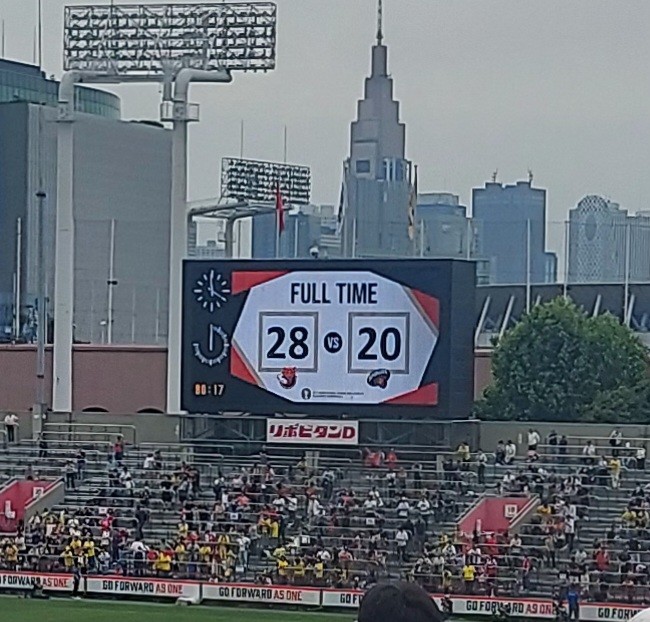 FULL TIME
28 VS 20
80:17
リポビタンD
GO FORWARD AS ONE GO FORWARD AS ONE GO FORWARD AS ONE GO FORWARD AS ONE